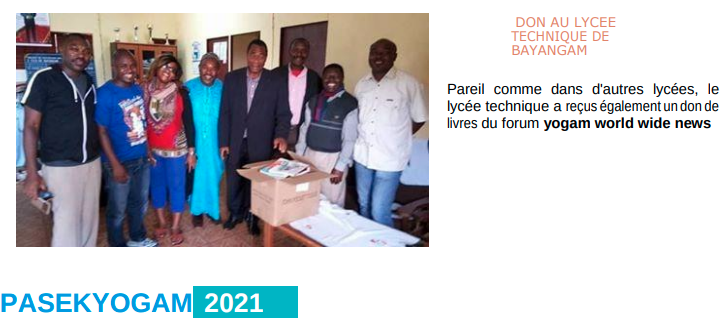 DON AU LYCEE
TECHNIQUE DE
BAYANGAM
Pareil comme dans d'autres lycées, le
lycée technique a reçus également un don de
livres du forum yogam world wide news
PASEKYOGAM 2021